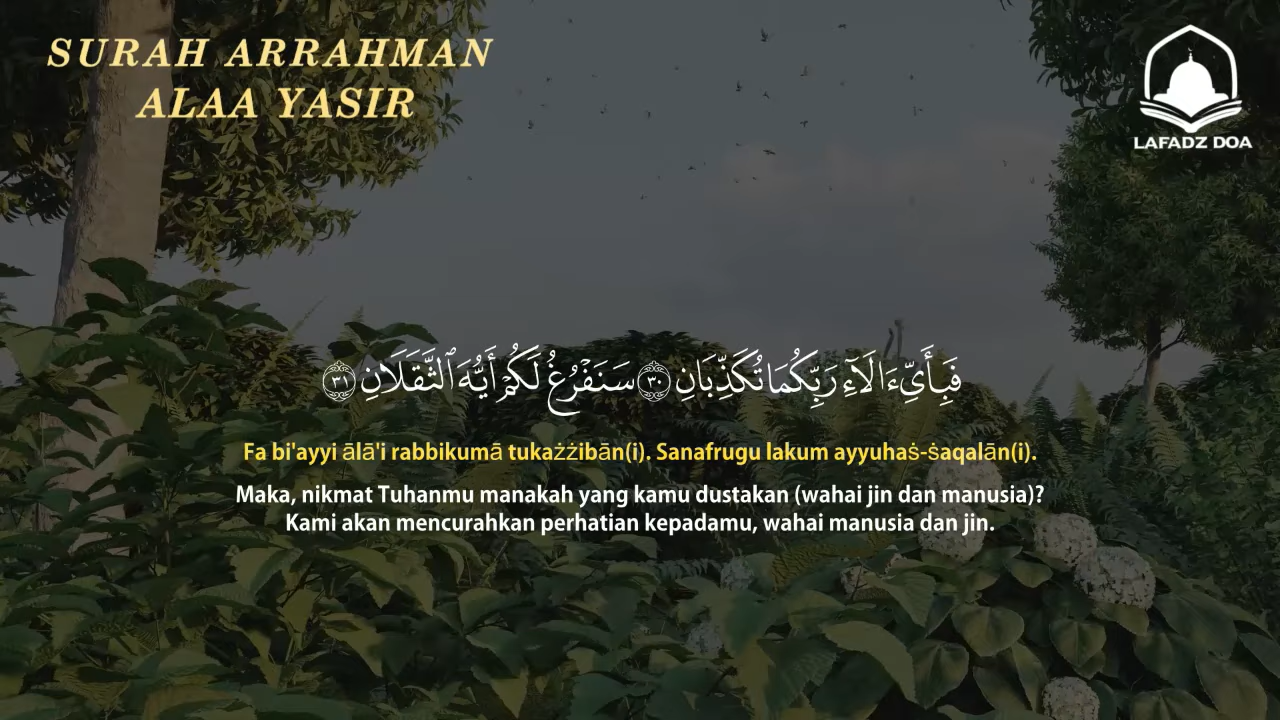 SURAH ARRAHMAN
ALAA YASIR
LAFADZ DOA
فَبِأَيِّ ءَالَآءِ رَبِّكُمَا تُكَذِّبَانِ ٣٠ سَنَفْرُغُ لَكُمْ أَيُّهَ ٱلثَّقَلَانِ ٣١
Fa bi'ayyi ālā'i rabbikumā tukażżibān(i). Sanafrugu lakum ayyuhaṡ-ṡaqalān(i).
Maka, nikmat Tuhanmu manakah yang kamu dustakan (wahai jin dan manusia)?
Kami akan mencurahkan perhatian kepadamu, wahai manusia dan jin.